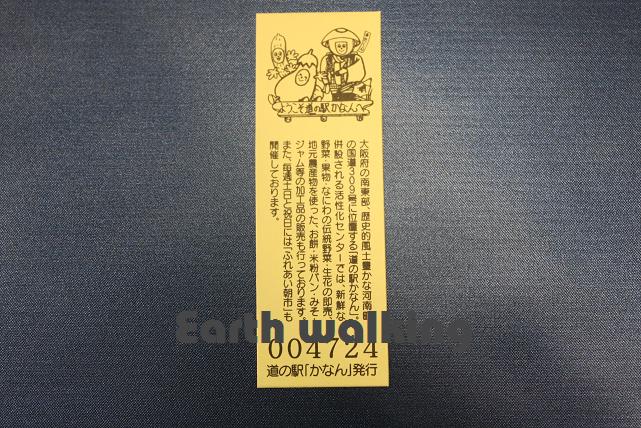 ようこそ道の駅かなんへ
大阪府の南東部、歴史的風土豊かな河南町
の国道309号に位置する「道の駅かなん」。
併設される活性化センターでは、新鮮な
野菜・果物・なにわの伝統野菜・生花の即売、
地元農産物を使った、お餅・米粉パン・みそ・
ジャム等の加工品の販売も行っております。
また、毎週土日と祝日には「ふれあい朝市」も
開催しております。
Earth walking
004724
道の駅「かなん」発行